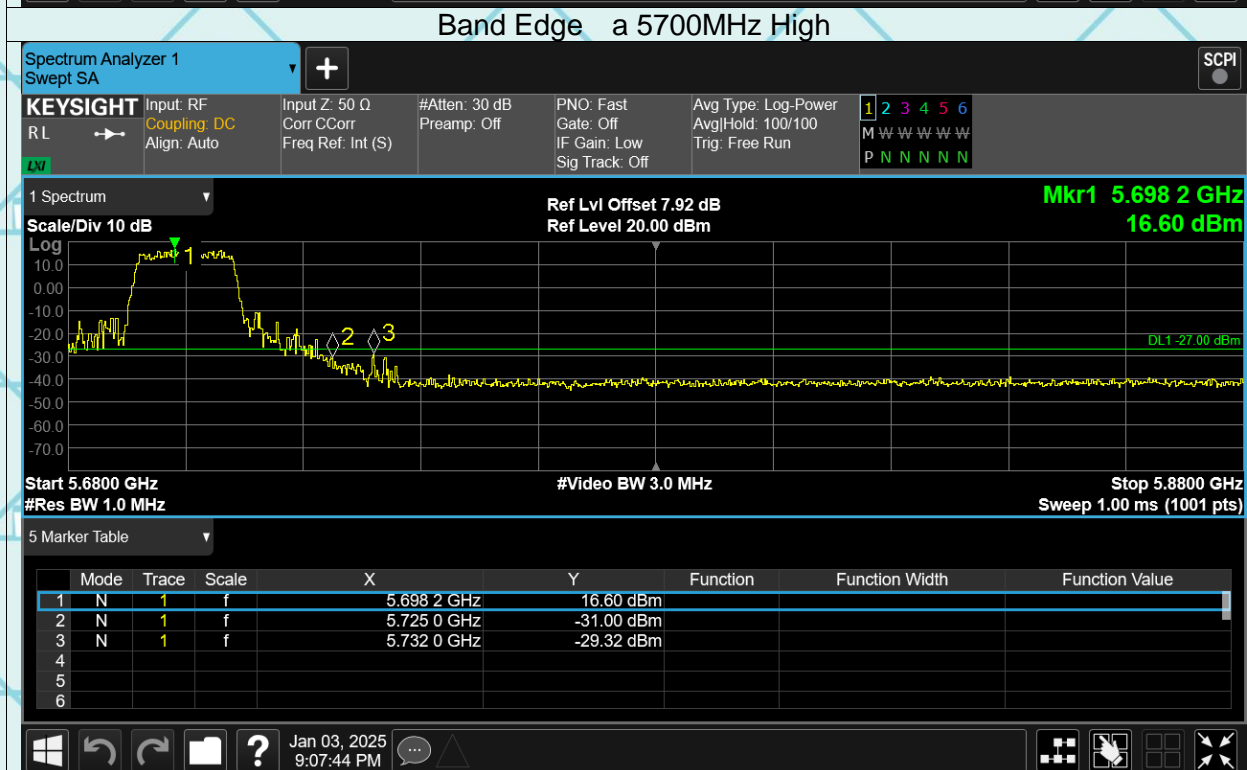 Band Edge a 5700MHz High
Spectrum Analyzer 1
Swept SA
+
SCPI
KEYSIGHT
R L
LXI
Input: RF
Coupling: DC
Align: Auto
Input Z: 50 Ω
Corr CCorr
Freq Ref: Int (S)
#Atten: 30 dB
Preamp: Off
PNO: Fast
Gate: Off
IF Gain: Low
Sig Track: Off
Avg Type: Log-Power
Avg|Hold: 100/100
Trig: Free Run
1 2 3 4 5 6
M W W W W W W
P N N N N N N
1 Spectrum
Scale/Div 10 dB
Ref Lvl Offset 7.92 dB
Ref Level 20.00 dBm
Mkr1 5.698 2 GHz
16.60 dBm
Log
10.0
0.00
-10.0
-20.0
-30.0
-40.0
-50.0
-60.0
-70.0
1
2
3
DL1 -27.00 dBm
Start 5.6800 GHz
#Video BW 3.0 MHz
Stop 5.8800 GHz
#Res BW 1.0 MHz
Sweep 1.00 ms (1001 pts)
5 Marker Table
Mode Trace Scale X Y Function Function Width Function Value
1 N 1 f 5.698 2 GHz 16.60 dBm
2 N 1 f 5.725 0 GHz -31.00 dBm
3 N 1 f 5.732 0 GHz -29.32 dBm
4
5
6
?
Jan 03, 2025
9:07:44 PM